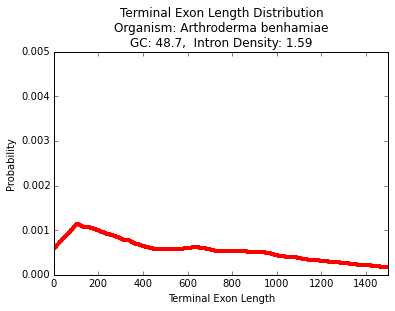 Terminal Exon Length Distribution
Organism: Arthroderma benhamiae
GC: 48.7,  Intron Density: 1.59
0.005
0.004
0.003
0.002
0.001
0.000
Probability
0 200 400 600 800 1000 1200 1400
Terminal Exon Length